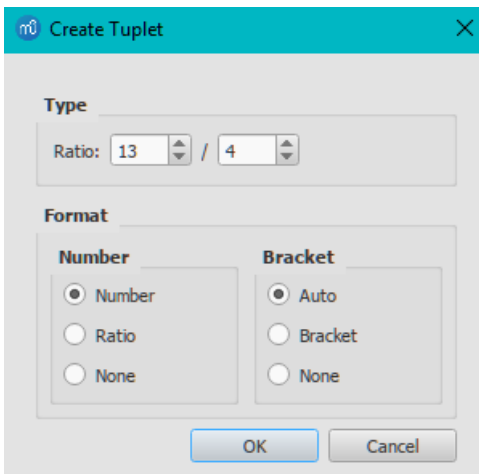 Create Tuplet
Type
Ratio: 13 / 4
Format
Number
Number
Ratio
None
Bracket
Auto
Bracket
None
OK Cancel